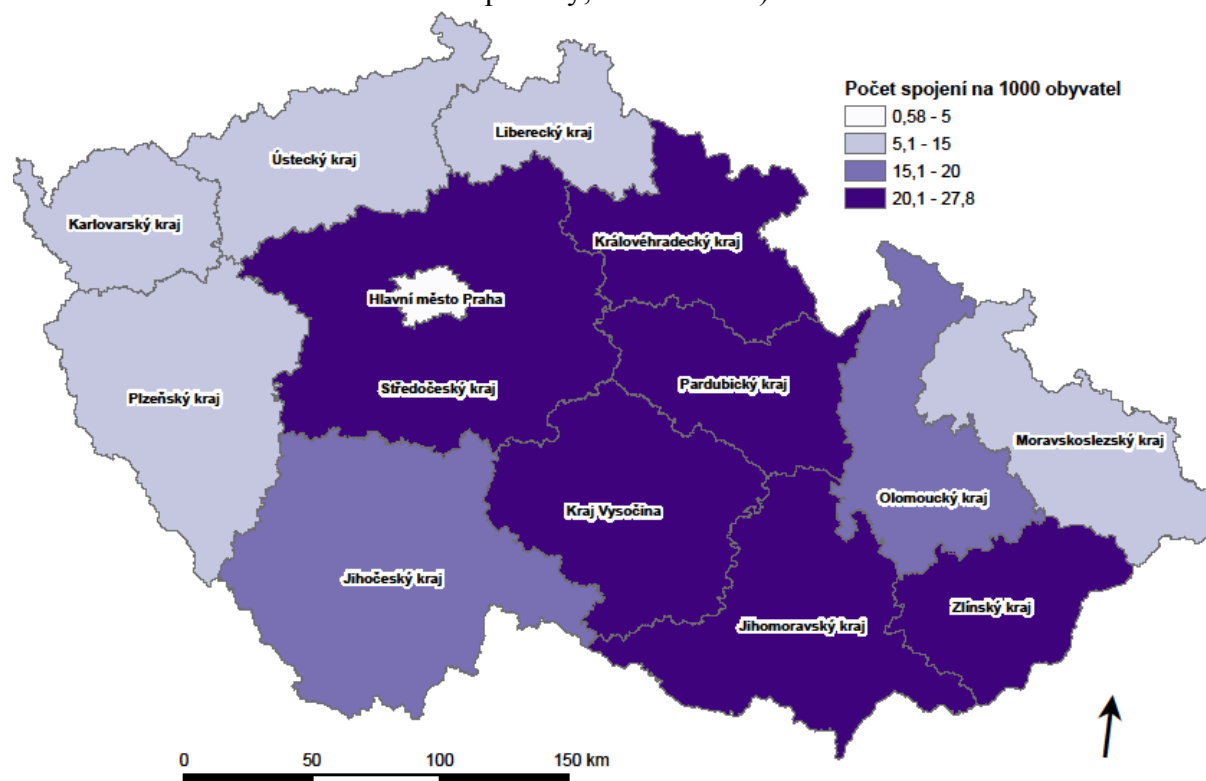 Počet spojení na 1000 obyvatel
0,58 - 5
5,1 - 15
15,1 - 20
20,1 - 27,8
Liberecký kraj
Ústecký kraj
Karlovarský kraj
Královéhradecký kraj
Hlavní město Praha
Středočeský kraj
Pardubický kraj
Plzeňský kraj
Moravskoslezský kraj
Olomoucký kraj
Kraj Vysočina
Jihočeský kraj
Zlínský kraj
Jihomoravský kraj
0 50 100 150 km